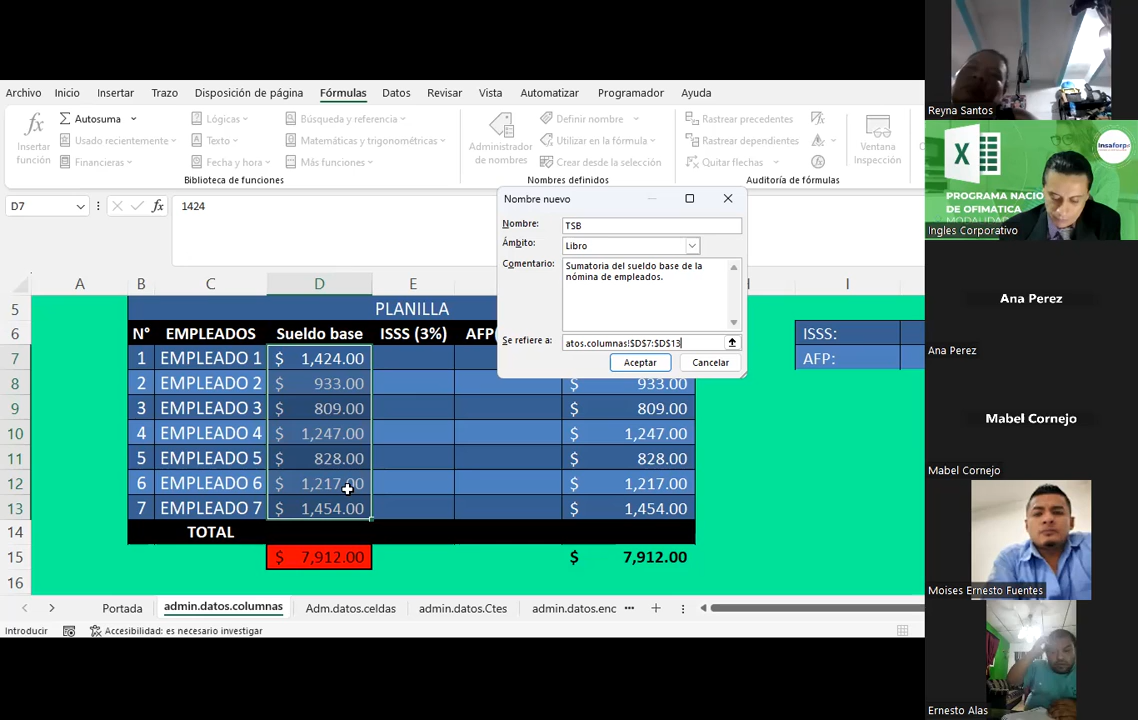 Archivo Inicio Insertar Trazo Disposición de página Fórmulas Datos Revisar Vista Automatizar Programador Ayuda
Insertar función
Autosuma
Usado recientemente
Financieras
Lógicas
Texto
Fecha y hora
Búsqueda y referencia
Matemáticas y trigonométricas
Más funciones
Biblioteca de funciones
Administrador de nombres
Definir nombre
Utilizar en la fórmula
Crear desde la selección
Nombres definidos
Rastrear precedentes
Rastrear dependientes
Quitar flechas
Auditoría de fórmulas
Ventana Inspección
D7
fx
1424
Nombre nuevo
Nombre:
TSB
Ámbito:
Libro
Comentario:
Sumatoria del sueldo base de la
nómina de empleados.
Se refiere a:
atos.columnas!$D$7:$D$13
Aceptar
Cancelar
A B C D E H I
5 PLANILLA
6 N° EMPLEADOS Sueldo base ISSS (3%) AFP( ISSS:
7 1 EMPLEADO 1 $ 1,424.00 AFP:
8 2 EMPLEADO 2 $ 933.00 $ 933.00
9 3 EMPLEADO 3 $ 809.00 $ 809.00
10 4 EMPLEADO 4 $ 1,247.00 $ 1,247.00
11 5 EMPLEADO 5 $ 828.00 $ 828.00
12 6 EMPLEADO 6 $ 1,217.00 $ 1,217.00
13 7 EMPLEADO 7 $ 1,454.00 $ 1,454.00
14 TOTAL
15 $ 7,912.00 $ 7,912.00
16
Portada admin.datos.columnas Adm.datos.celdas admin.datos.Ctes admin.datos.enc
Introducir
Accesibilidad: es necesario investigar
Reyna Santos
X
insaforp
PROGRAMA NACIO
DE OFIMÁTICA
MODALIDAD
Ingles Corporativo
Ana Perez
Ana Perez
Mabel Cornejo
Mabel Cornejo
Moises Ernesto Fuentes
Ernesto Alas